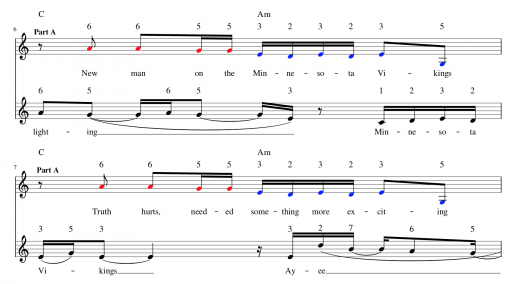 C Am
6 Part A 6 6 5 5 3 2 3 2 3 5
New man on the Min - ne - so - ta Vi - kings
6 5 6 5 3 1 2 3 2
light - ing Min - ne - so - ta
C Am
7 Part A 6 6 5 5 3 2 3 2 3 5
Truth hurts, need - ed some - thing more ex - cit - ing
3 5 3 3 2 7 6 5
Vi - kings Ay - ee